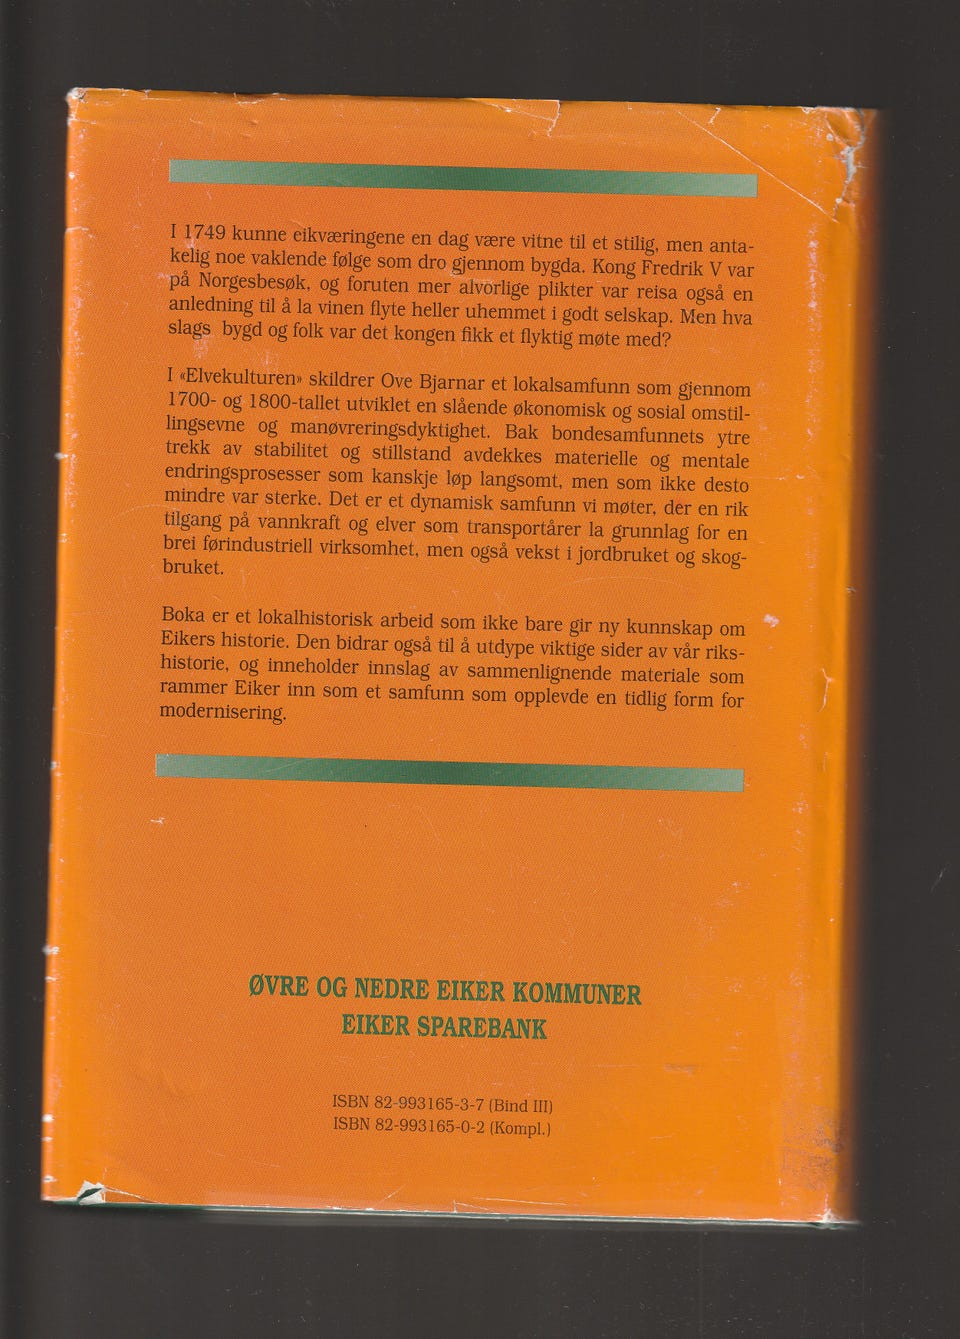 I 1749 kunne eikværingene en dag være vitne til et stilig, men anta-
kelig noe vaklende følge som dro gjennom bygda. Kong Fredrik V var
på Norgesbesøk, og foruten mer alvorlige plikter var reisa også en
anledning til å la vinen flyte heller uhemmet i godt selskap. Men hva
slags bygd og folk var det kongen fikk et flyktig møte med?
I «Elvekulturen» skildrer Ove Bjarnar et lokalsamfunn som gjennom
1700- og 1800-tallet utviklet en slående økonomisk og sosial omstil-
lingsevne og manøvreringsdyktighet. Bak bondesamfunnets ytre
trekk av stabilitet og stillstand avdekkes materielle og mentale
endringsprosesser som kanskje løp langsomt, men som ikke desto
mindre var sterke. Det er et dynamisk samfunn vi møter, der en rik
tilgang på vannkraft og elver som transportårer la grunnlag for en
brei førindustriell virksomhet, men også vekst i jordbruket og skog-
bruket.
Boka er et lokalhistorisk arbeid som ikke bare gir ny kunnskap om
Eikers historie. Den bidrar også til å utdype viktige sider av vår riks-
historie, og inneholder innslag av sammenlignende materiale som
rammer Eiker inn som et samfunn som opplevde en tidlig form for
modernisering.
ØVRE OG NEDRE EIKER KOMMUNER
EIKER SPAREBANK
ISBN 82-993165-3-7 (Bind III)
ISBN 82-993165-0-2 (Kompl.)